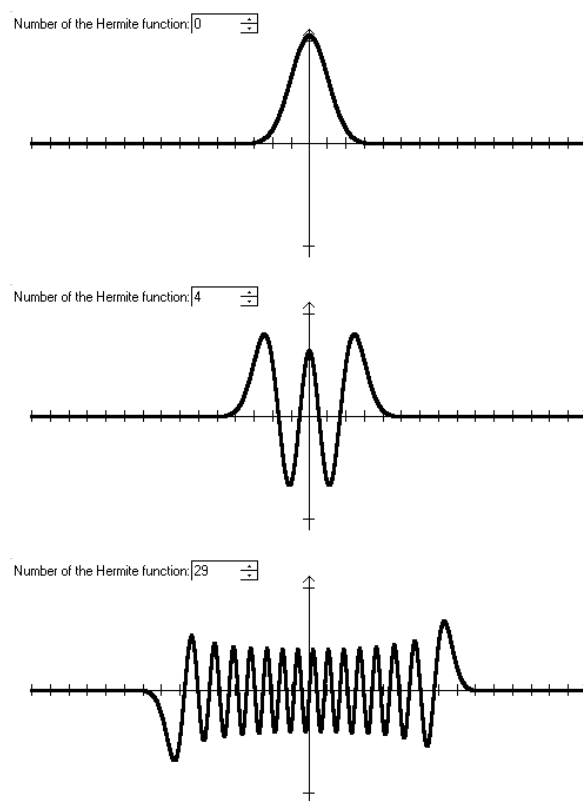 Number of the Hermite function: 0
Number of the Hermite function: 4
Number of the Hermite function: 29